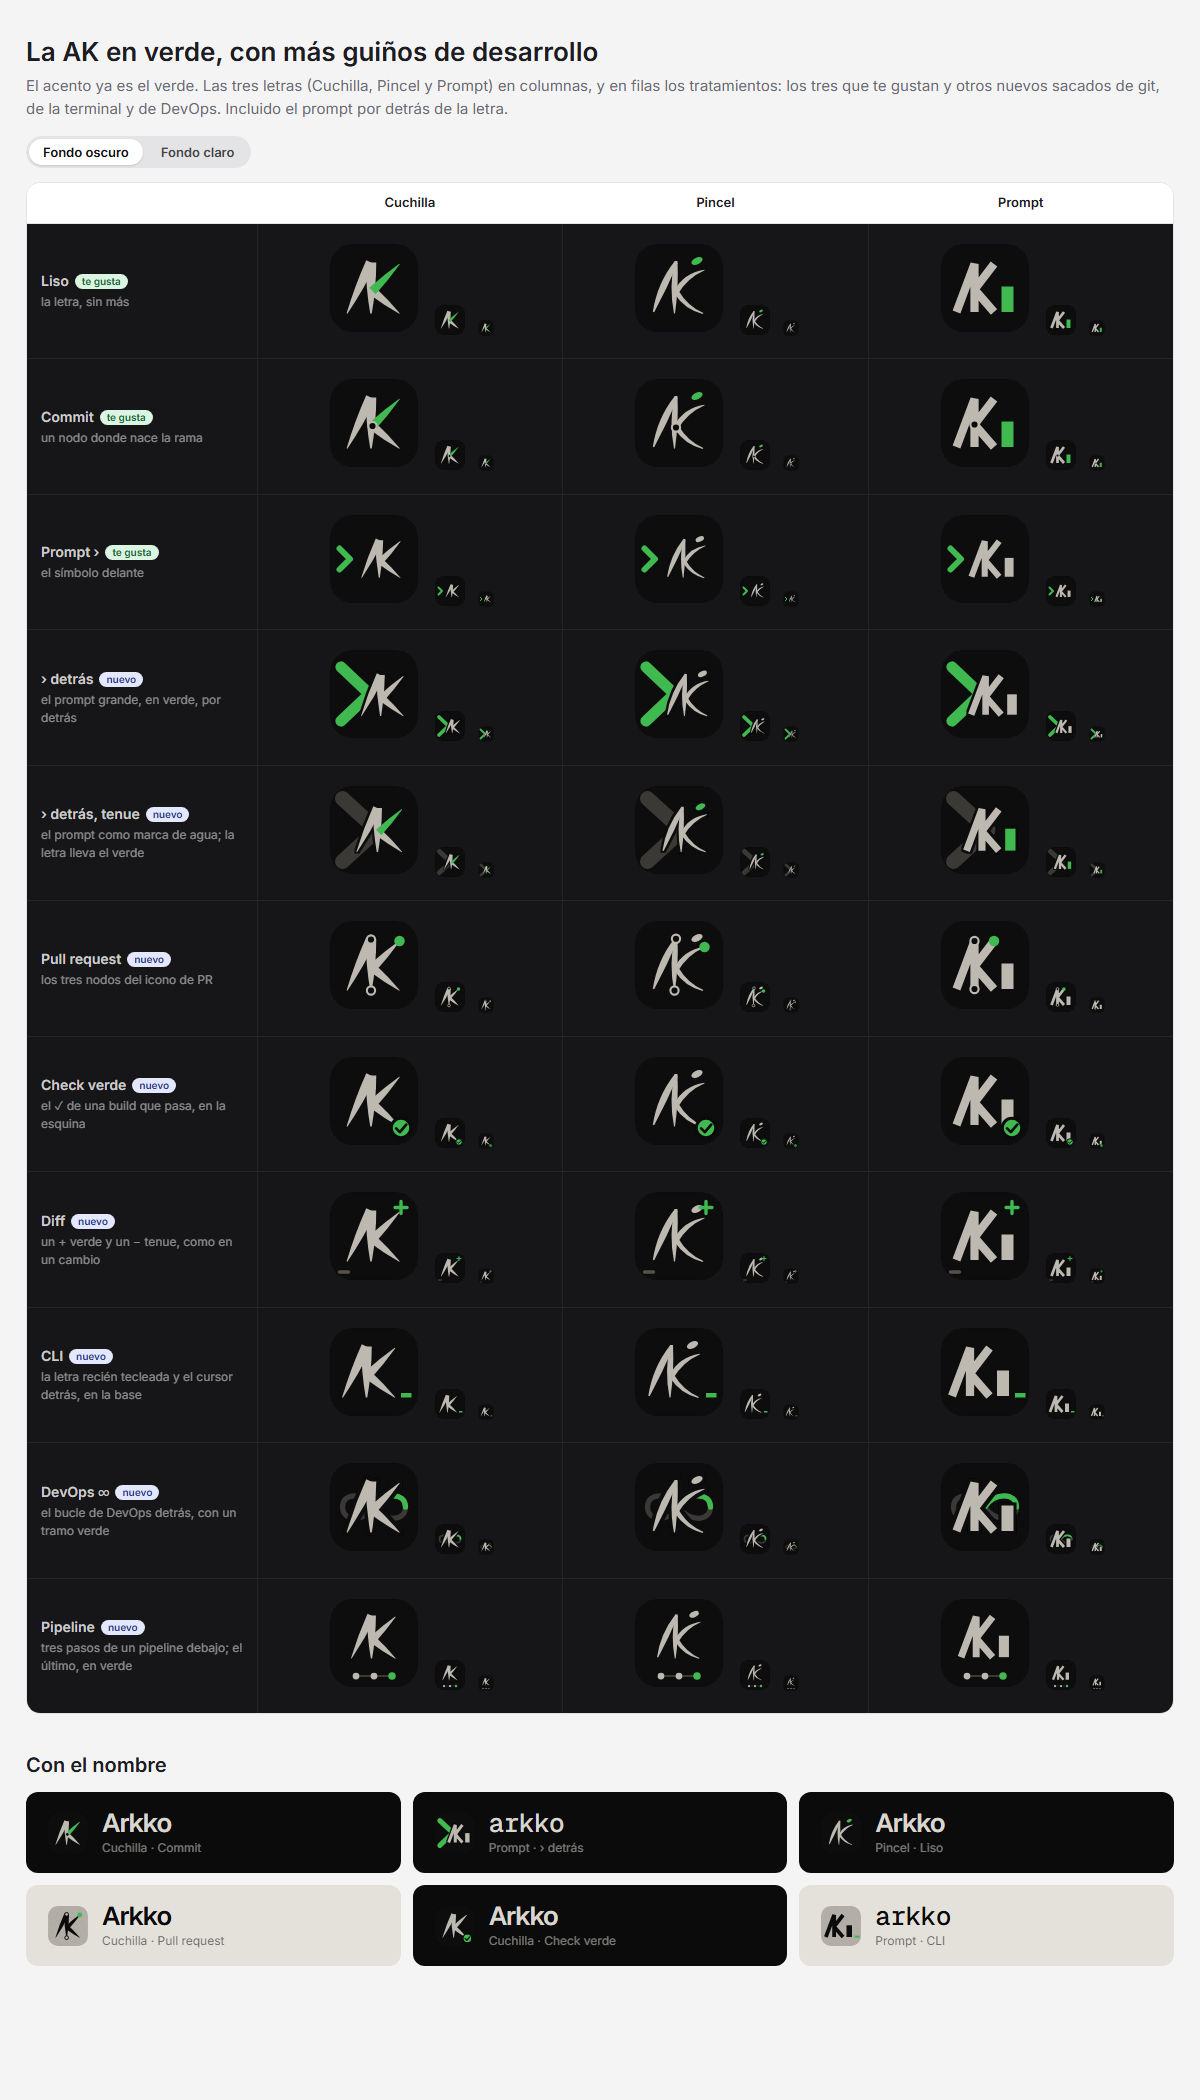 La AK en verde, con más guiños de desarrollo
El acento ya es el verde. Las tres letras (Cuchilla, Pincel y Prompt) en columnas, y en filas los tratamientos: los tres que te gustan y otros nuevos sacados de git,
de la terminal y de DevOps. Incluido el prompt por detrás de la letra.
Fondo oscuro Fondo claro
Cuchilla Pincel Prompt
Liso te gusta
la letra, sin más
Commit te gusta
un nodo donde nace la rama
Prompt › te gusta
el símbolo delante
› detrás nuevo
el prompt grande, en verde, por
detrás
› detrás, tenue nuevo
el prompt como marca de agua; la
letra lleva el verde
Pull request nuevo
los tres nodos del icono de PR
Check verde nuevo
el ✓ de una build que pasa, en la
esquina
Diff nuevo
un + verde y un − tenue, como en
un cambio
CLI nuevo
la letra recién tecleada y el cursor
detrás, en la base
DevOps ∞ nuevo
el bucle de DevOps detrás, con un
tramo verde
Pipeline nuevo
tres pasos de un pipeline debajo; el
último, en verde
Con el nombre
Arkko
Cuchilla · Commit
arkko
Prompt · › detrás
Arkko
Pincel · Liso
Arkko
Cuchilla · Pull request
Arkko
Cuchilla · Check verde
arkko
Prompt · CLI